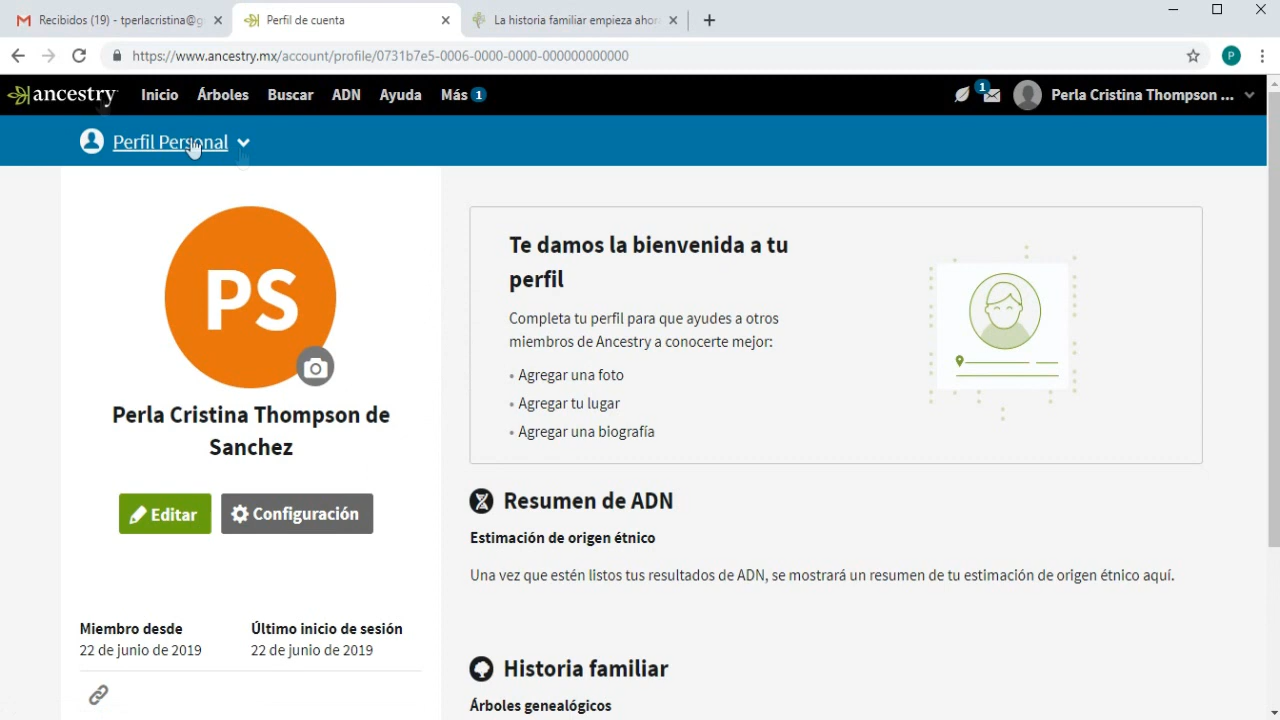 Recibidos (19) - tperlacristina@g
Perfil de cuenta
La historia familiar empieza ahora
https://www.ancestry.mx/account/profile/0731b7e5-0006-0000-0000-000000000000
P
ancestry Inicio Árboles Buscar ADN Ayuda Más 1
1 Perla Cristina Thompson ...
Perfil Personal
PS
Perla Cristina Thompson de
Sanchez
Editar
Configuración
Miembro desde
22 de junio de 2019
Último inicio de sesión
22 de junio de 2019
Te damos la bienvenida a tu
perfil
Completa tu perfil para que ayudes a otros
miembros de Ancestry a conocerte mejor:
• Agregar una foto
• Agregar tu lugar
• Agregar una biografía
Resumen de ADN
Estimación de origen étnico
Una vez que estén listos tus resultados de ADN, se mostrará un resumen de tu estimación de origen étnico aquí.
Historia familiar
Árboles genealógicos